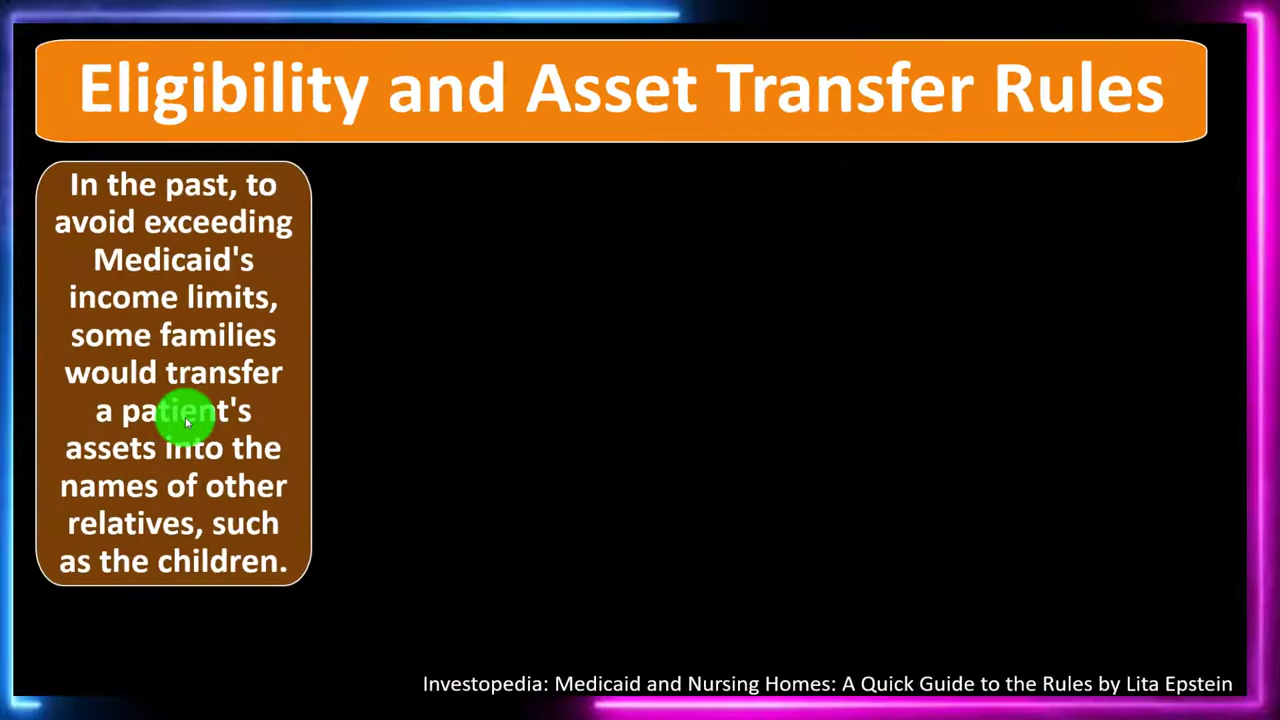 Eligibility and Asset Transfer Rules
In the past, to
avoid exceeding
Medicaid's
income limits,
some families
would transfer
a patient's
assets into the
names of other
relatives, such
as the children.
Investopedia: Medicaid and Nursing Homes: A Quick Guide to the Rules by Lita Epstein